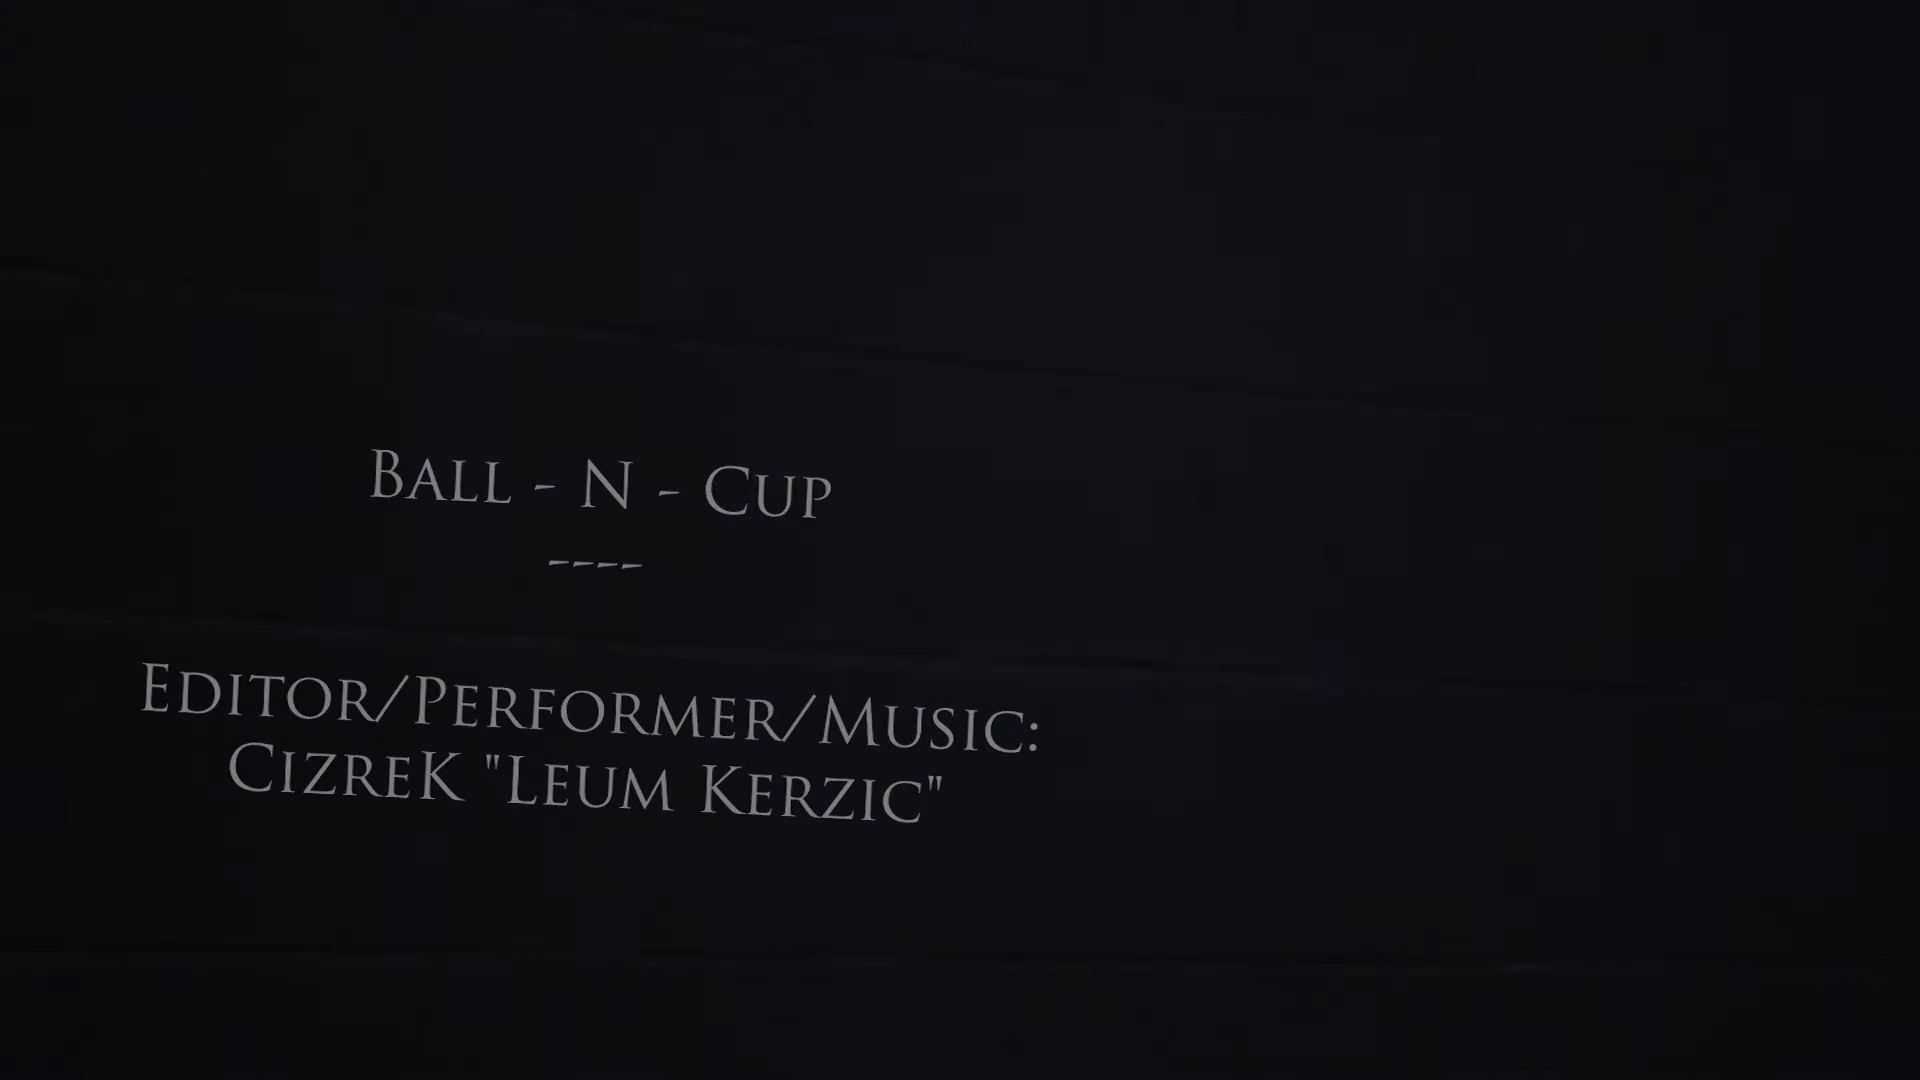 Ball - N - Cup
----
Editor/Performer/Music:
CizreK "Leum Kerzic"